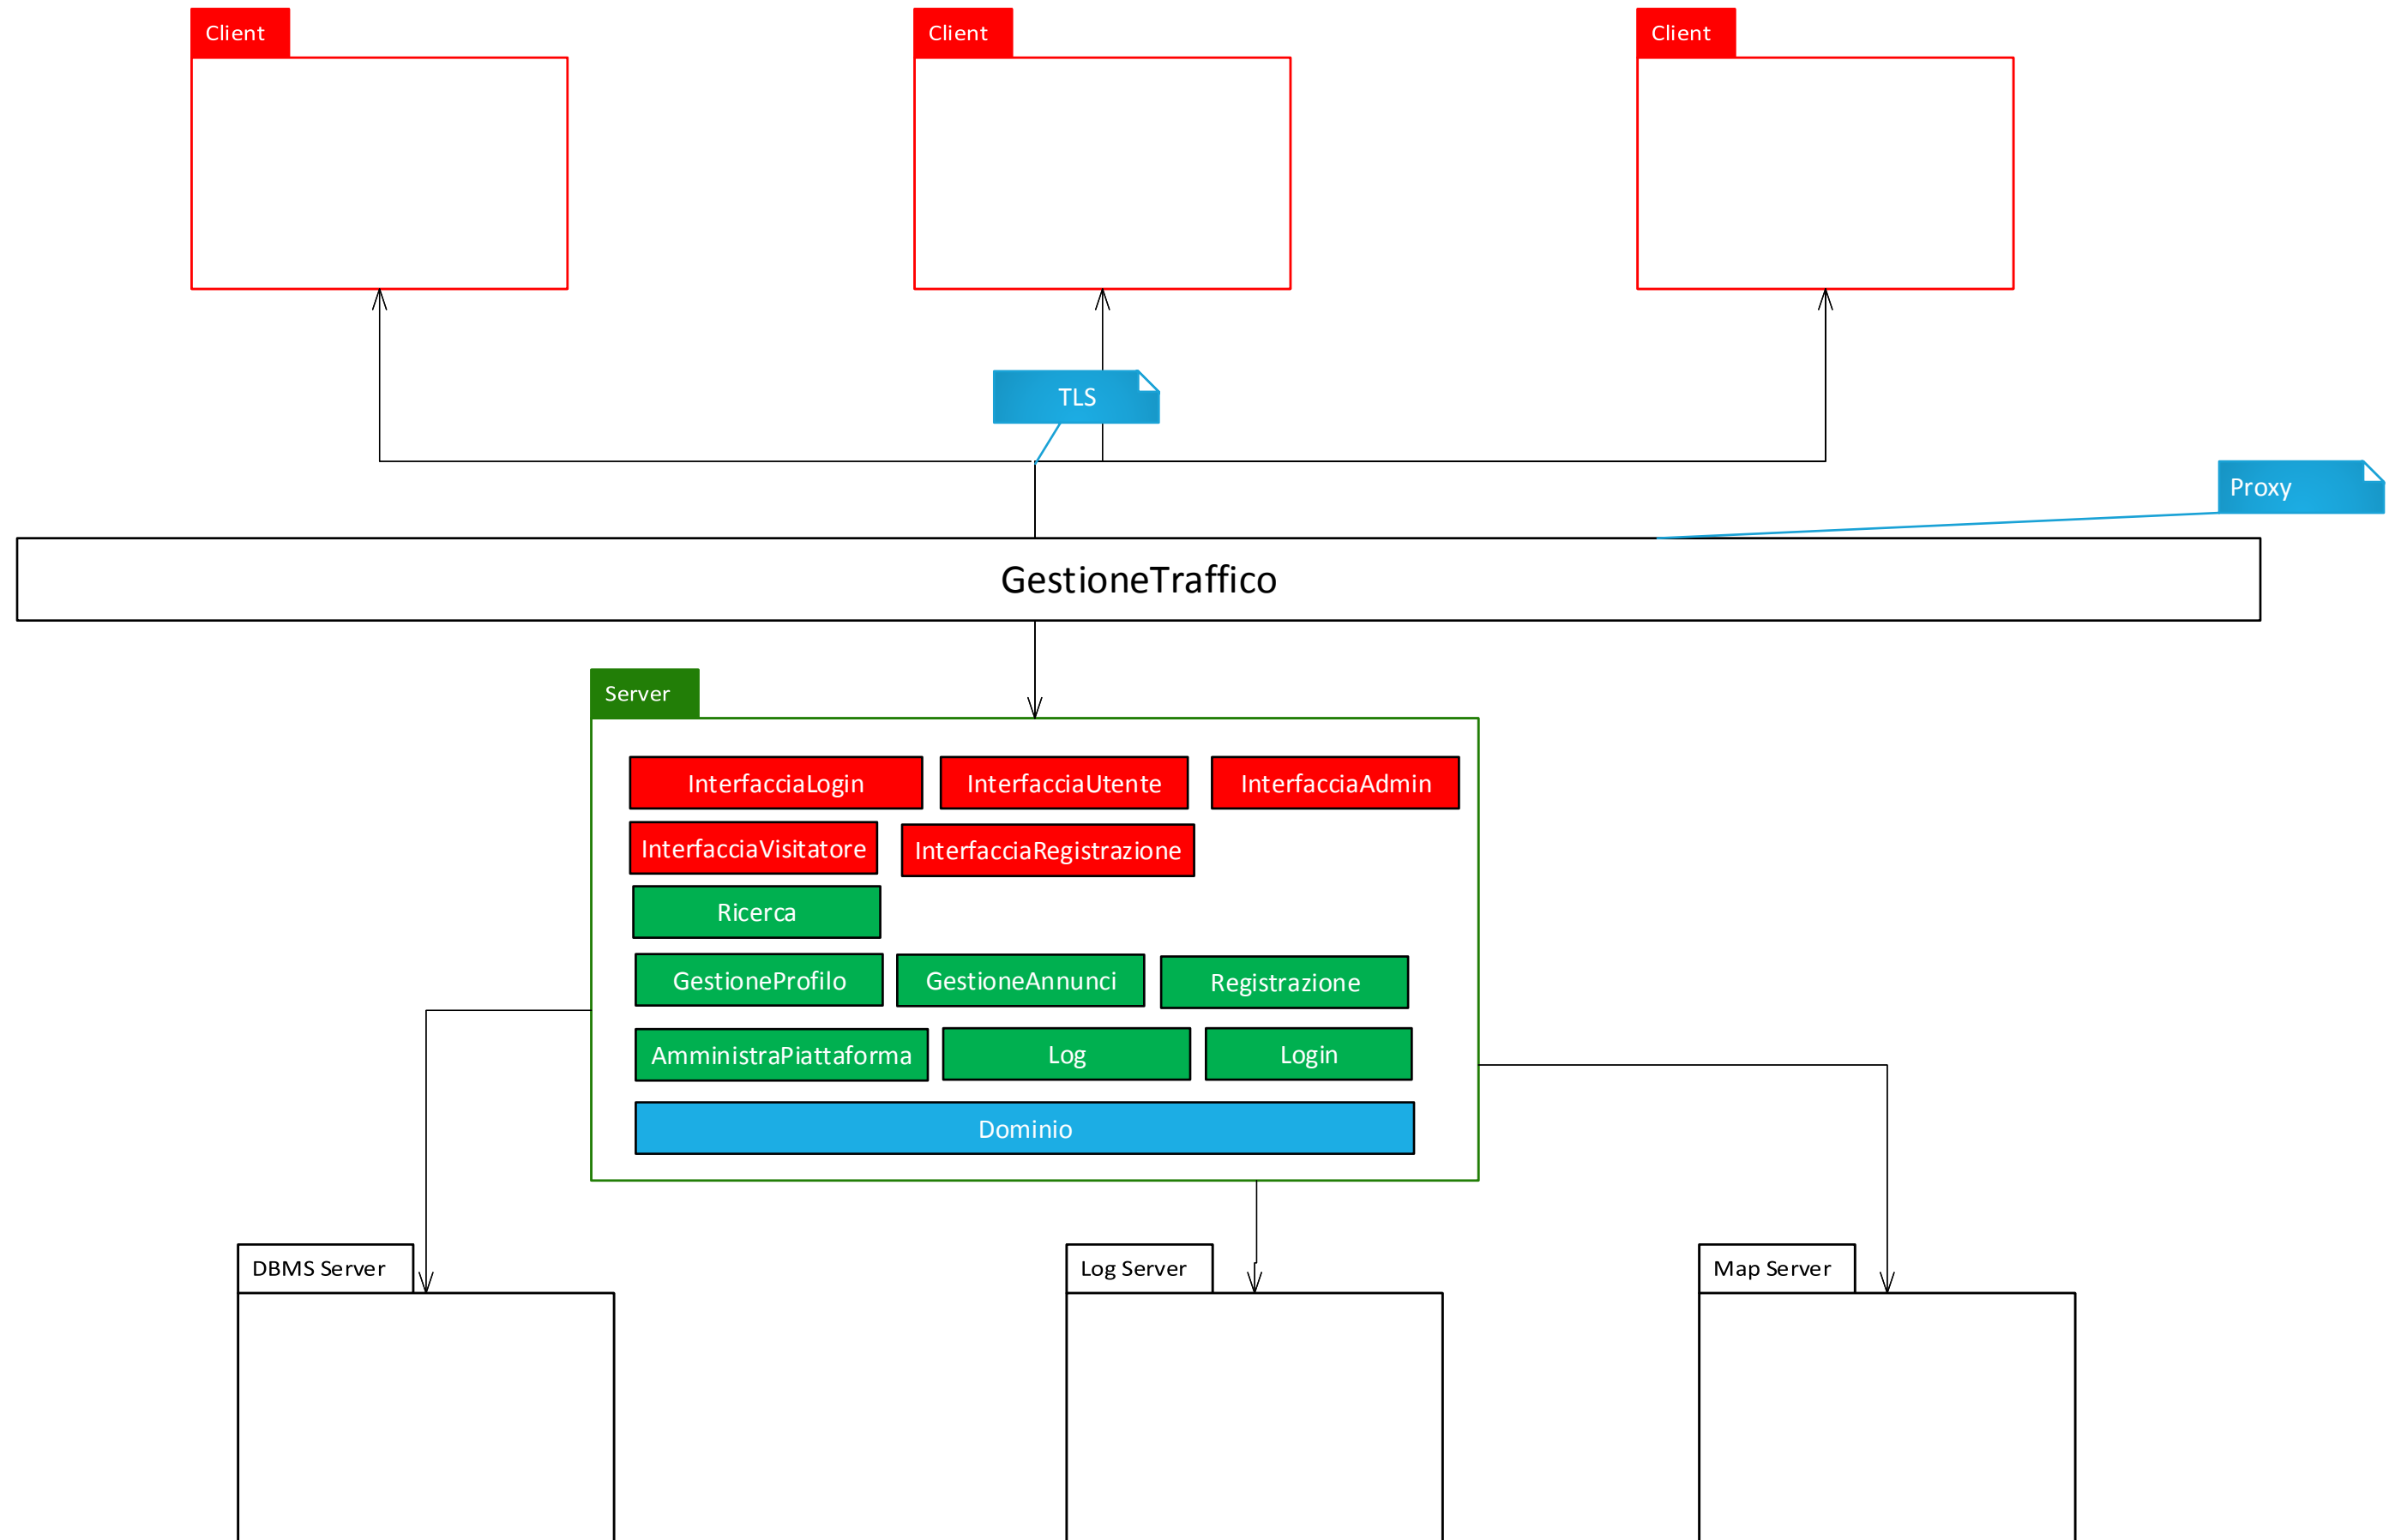 Client
Client
Client
TLS
Proxy
GestioneTraffico
Server
InterfacciaLogin
InterfacciaUtente
InterfacciaAdmin
InterfacciaVisitatore
InterfacciaRegistrazione
Ricerca
GestioneProfilo
GestioneAnnunci
Registrazione
AmministraPiattaforma
Log
Login
Dominio
DBMS Server
Log Server
Map Server